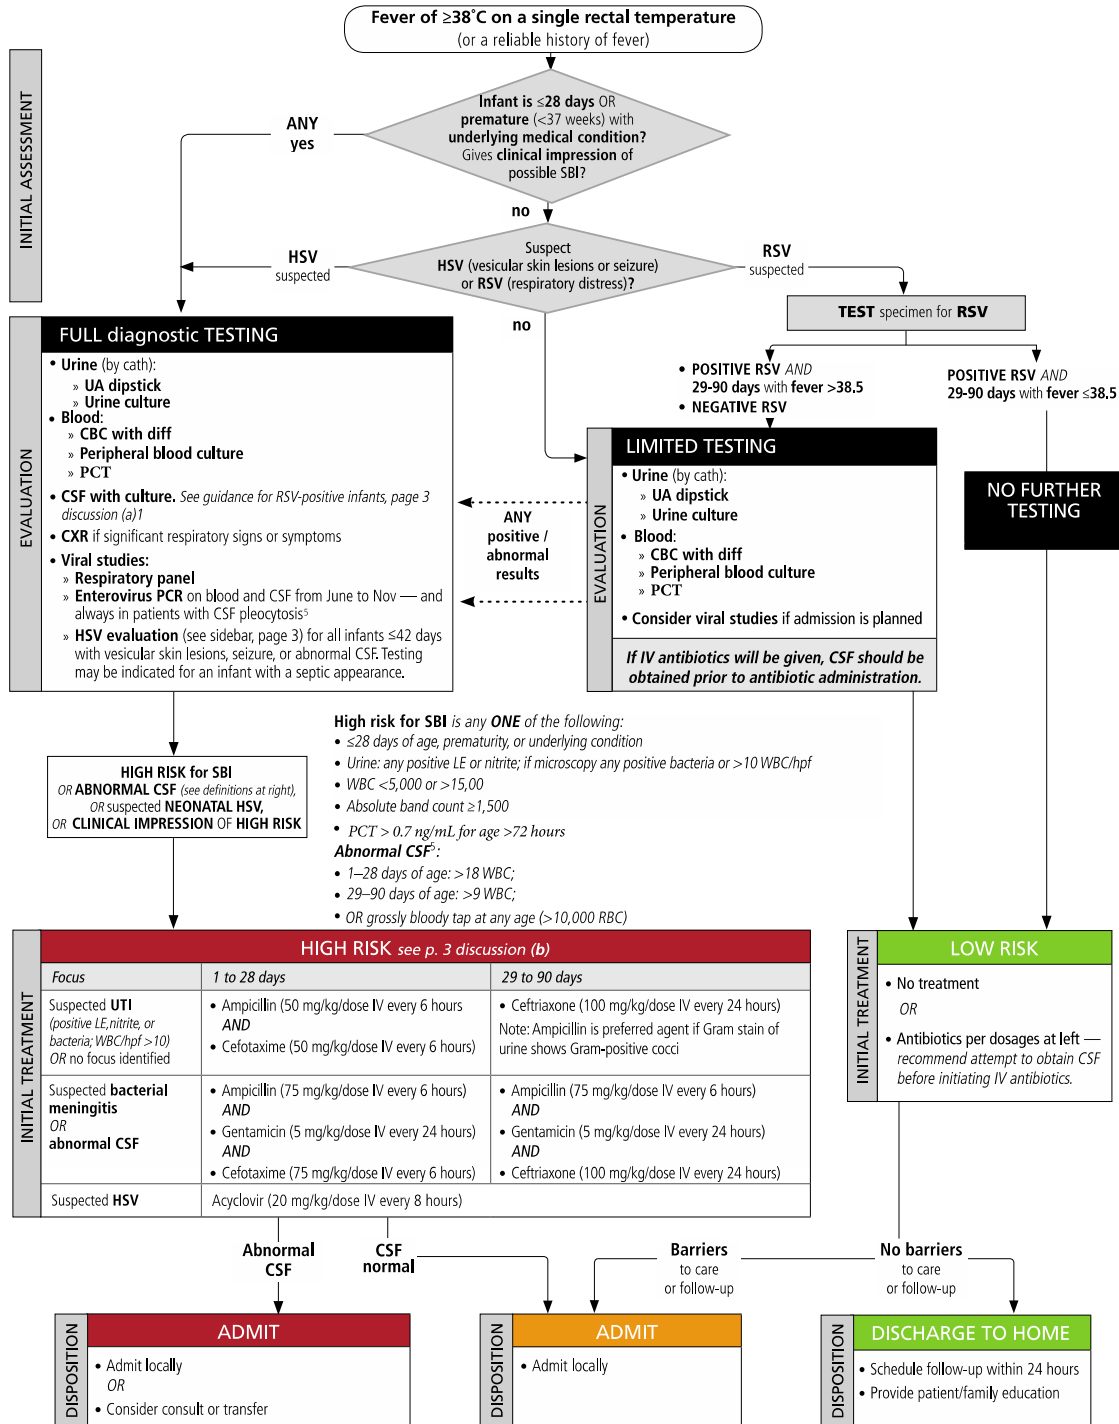 Fever of ≥38°C on a single rectal temperature
(or a reliable history of fever)
INITIAL ASSESSMENT
Infant is ≤28 days OR
premature (<37 weeks) with
underlying medical condition?
Gives clinical impression of
possible SBI?
ANY
yes
no
Suspect
HSV (vesicular skin lesions or seizure)
or RSV (respiratory distress)?
HSV
suspected
RSV
suspected
no
TEST specimen for RSV
• POSITIVE RSV AND
29-90 days with fever >38.5
• NEGATIVE RSV
POSITIVE RSV AND
29-90 days with fever ≤38.5
EVALUATION
FULL diagnostic TESTING
• Urine (by cath):
» UA dipstick
» Urine culture
• Blood:
» CBC with diff
» Peripheral blood culture
» PCT
• CSF with culture. See guidance for RSV-positive infants, page 3
discussion (a)1
• CXR if significant respiratory signs or symptoms
• Viral studies:
» Respiratory panel
» Enterovirus PCR on blood and CSF from June to Nov — and
always in patients with CSF pleocytosis5
» HSV evaluation (see sidebar, page 3) for all infants ≤42 days
with vesicular skin lesions, seizure, or abnormal CSF. Testing
may be indicated for an infant with a septic appearance.
ANY
positive /
abnormal
results
EVALUATION
LIMITED TESTING
• Urine (by cath):
» UA dipstick
» Urine culture
• Blood:
» CBC with diff
» Peripheral blood culture
» PCT
• Consider viral studies if admission is planned
If IV antibiotics will be given, CSF should be
obtained prior to antibiotic administration.
NO FURTHER
TESTING
HIGH RISK for SBI
OR ABNORMAL CSF (see definitions at right),
OR suspected NEONATAL HSV,
OR CLINICAL IMPRESSION OF HIGH RISK
High risk for SBI is any ONE of the following:
• ≤28 days of age, prematurity, or underlying condition
• Urine: any positive LE or nitrite; if microscopy any positive bacteria or >10 WBC/hpf
• WBC <5,000 or >15,00
• Absolute band count ≥1,500
• PCT > 0.7 ng/mL for age >72 hours
Abnormal CSF5:
• 1–28 days of age: >18 WBC;
• 29–90 days of age: >9 WBC;
• OR grossly bloody tap at any age (>10,000 RBC)
INITIAL TREATMENT
HIGH RISK see p. 3 discussion (b)
Focus
1 to 28 days
29 to 90 days
Suspected UTI
(positive LE,nitrite, or
bacteria; WBC/hpf >10)
OR no focus identified
• Ampicillin (50 mg/kg/dose IV every 6 hours
AND
• Cefotaxime (50 mg/kg/dose IV every 6 hours)
• Ceftriaxone (100 mg/kg/dose IV every 24 hours)
Note: Ampicillin is preferred agent if Gram stain of
urine shows Gram-positive cocci
Suspected bacterial
meningitis
OR
abnormal CSF
• Ampicillin (75 mg/kg/dose IV every 6 hours)
AND
• Gentamicin (5 mg/kg/dose IV every 24 hours)
AND
• Cefotaxime (75 mg/kg/dose IV every 6 hours)
• Ampicillin (75 mg/kg/dose IV every 6 hours)
AND
• Gentamicin (5 mg/kg/dose IV every 24 hours)
AND
• Ceftriaxone (100 mg/kg/dose IV every 24 hours)
Suspected HSV
Acyclovir (20 mg/kg/dose IV every 8 hours)
INITIAL TREATMENT
LOW RISK
• No treatment
OR
• Antibiotics per dosages at left —
recommend attempt to obtain CSF
before initiating IV antibiotics.
Abnormal
CSF
CSF
normal
Barriers
to care
or follow-up
No barriers
to care
or follow-up
DISPOSITION
ADMIT
• Admit locally
OR
• Consider consult or transfer
DISPOSITION
ADMIT
• Admit locally
DISPOSITION
DISCHARGE TO HOME
• Schedule follow-up within 24 hours
• Provide patient/family education